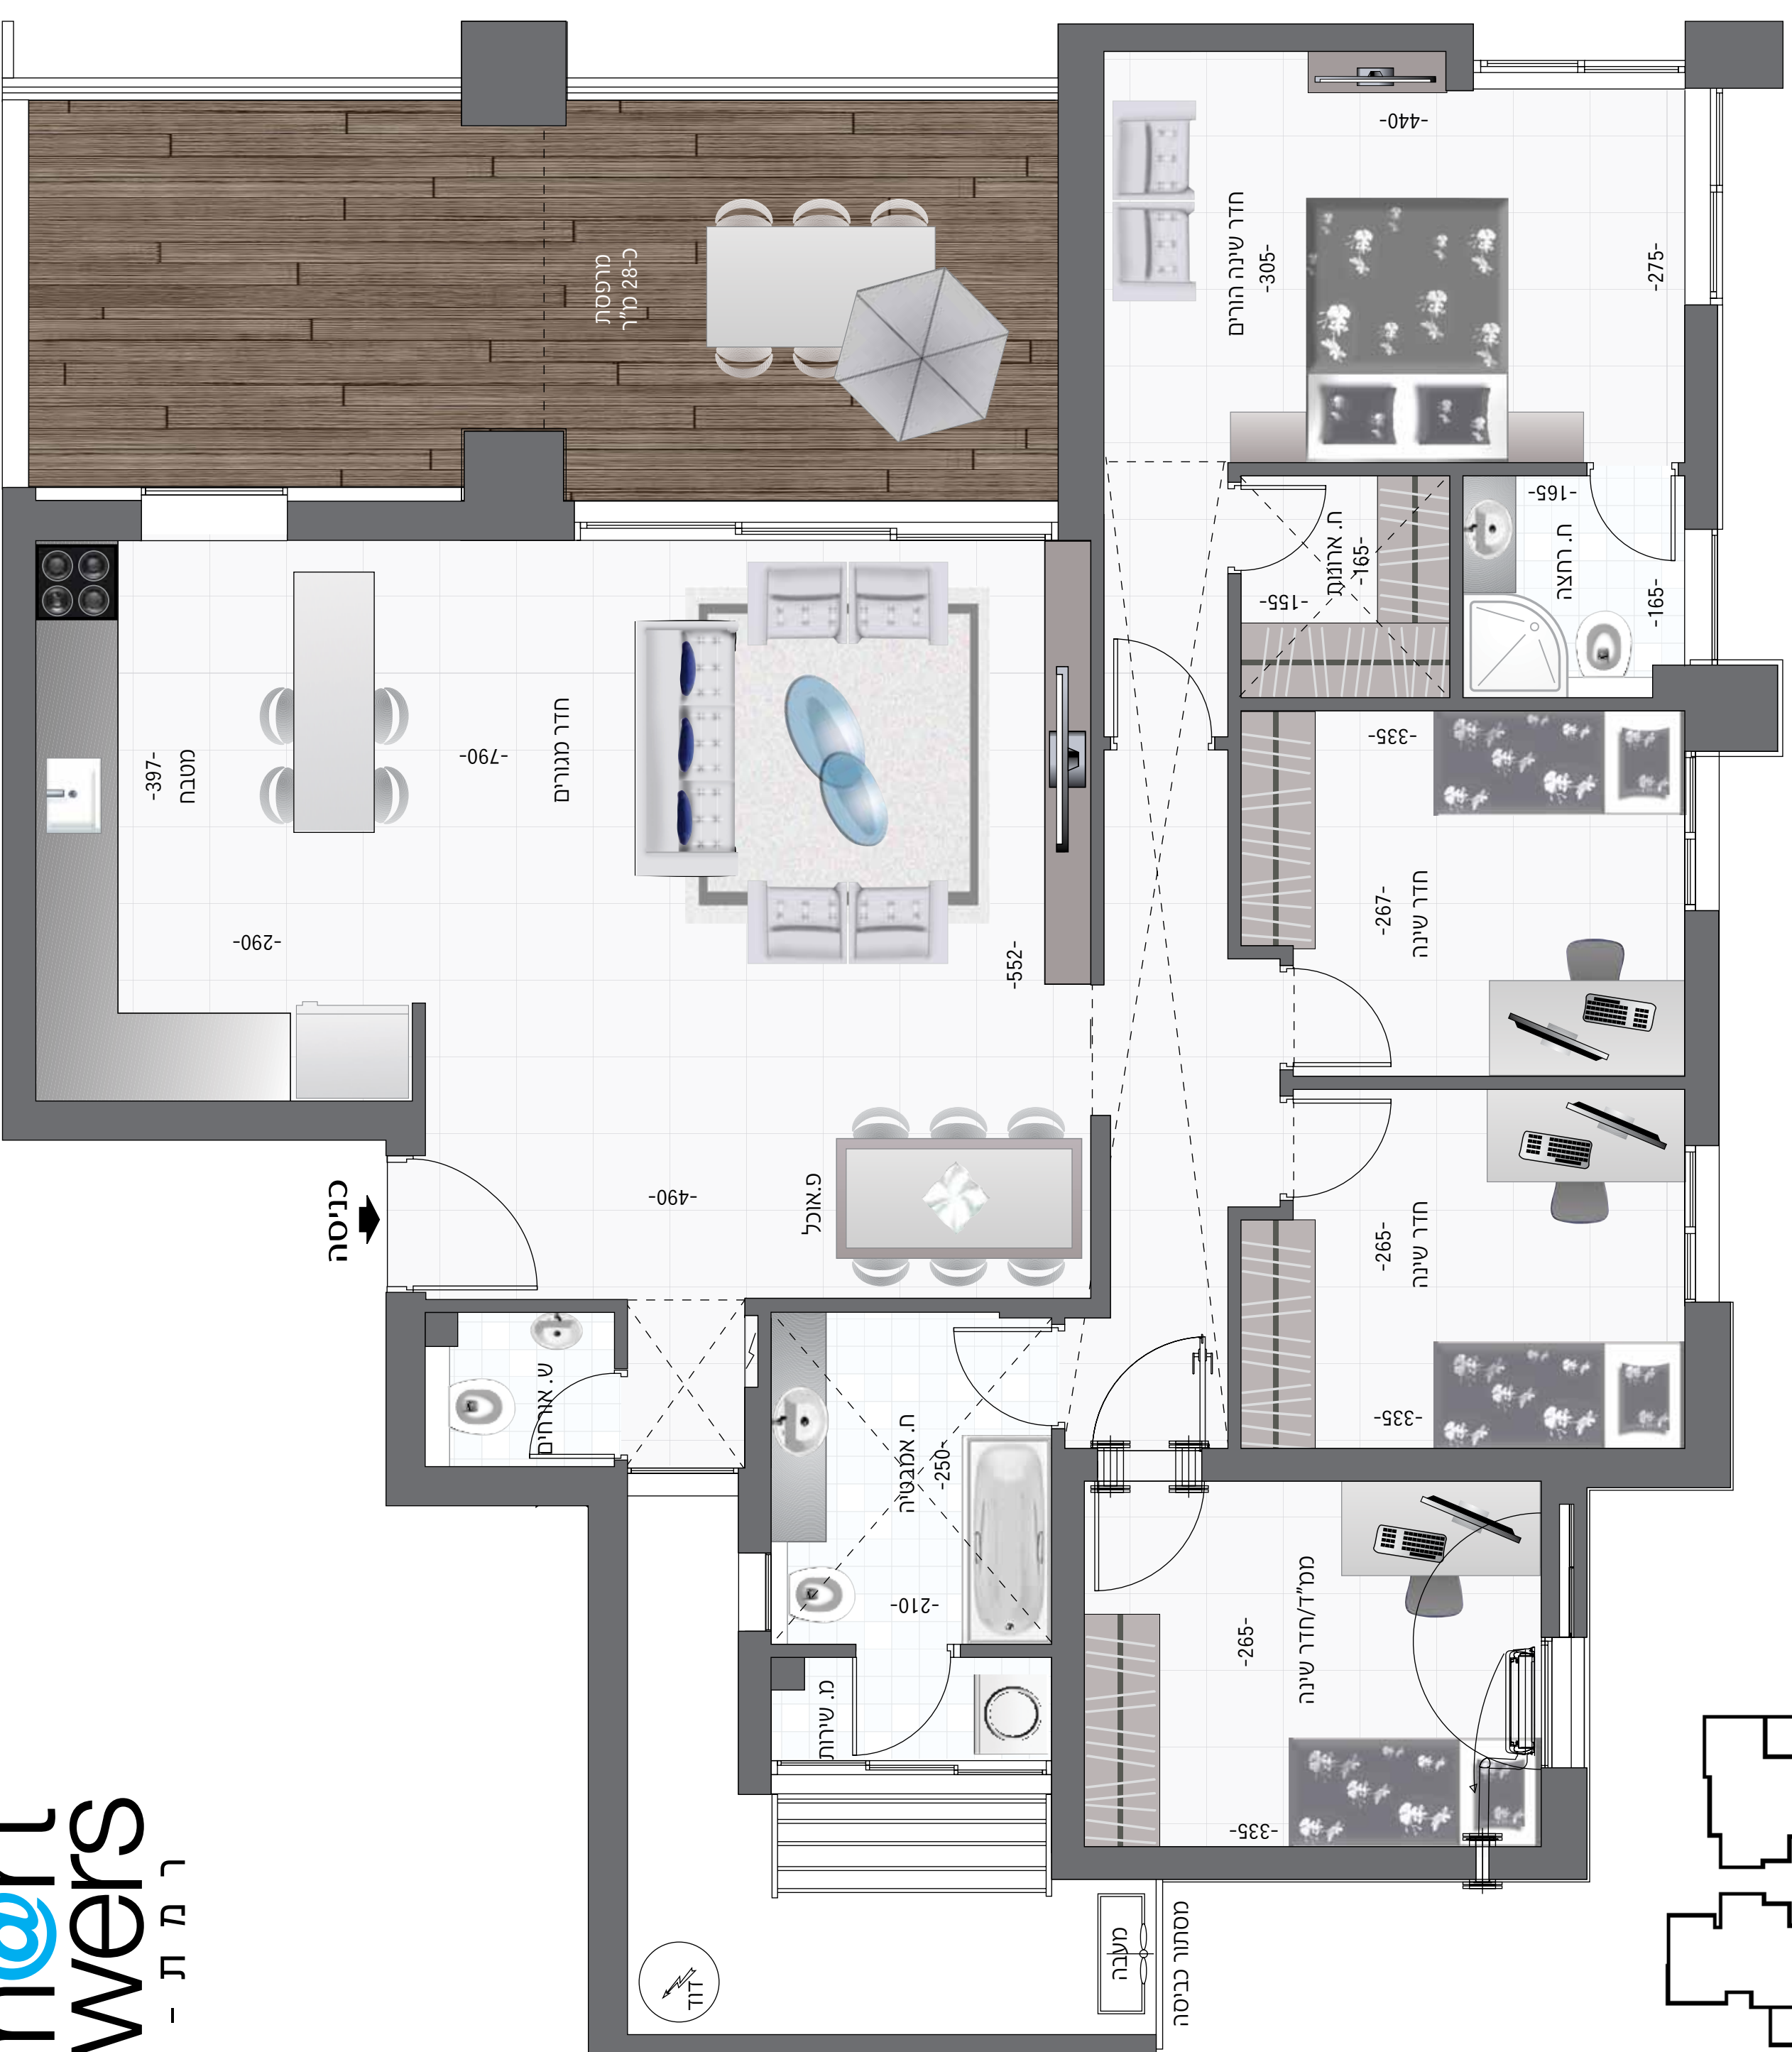 מרפסת
כ-28 מ"ר
חדר שינה הורים
-305-
-440-
-275-
ח. ארונות
-165-
-155-
ח. רחצה
-165-
-165-
מטבח
-397-
-790-
-290-
חדר מגורים
-552-
חדר שינה
-267-
-335-
חדר שינה
-265-
-335-
כניסה
-490-
פ.אוכל
ש. אורחים
ח. אמבטיה
-250-
-210-
מ. שירות
ממ"ד/חדר שינה
-265-
-335-
דוד
מעבה
מסתור כביסה
wers
רמת -